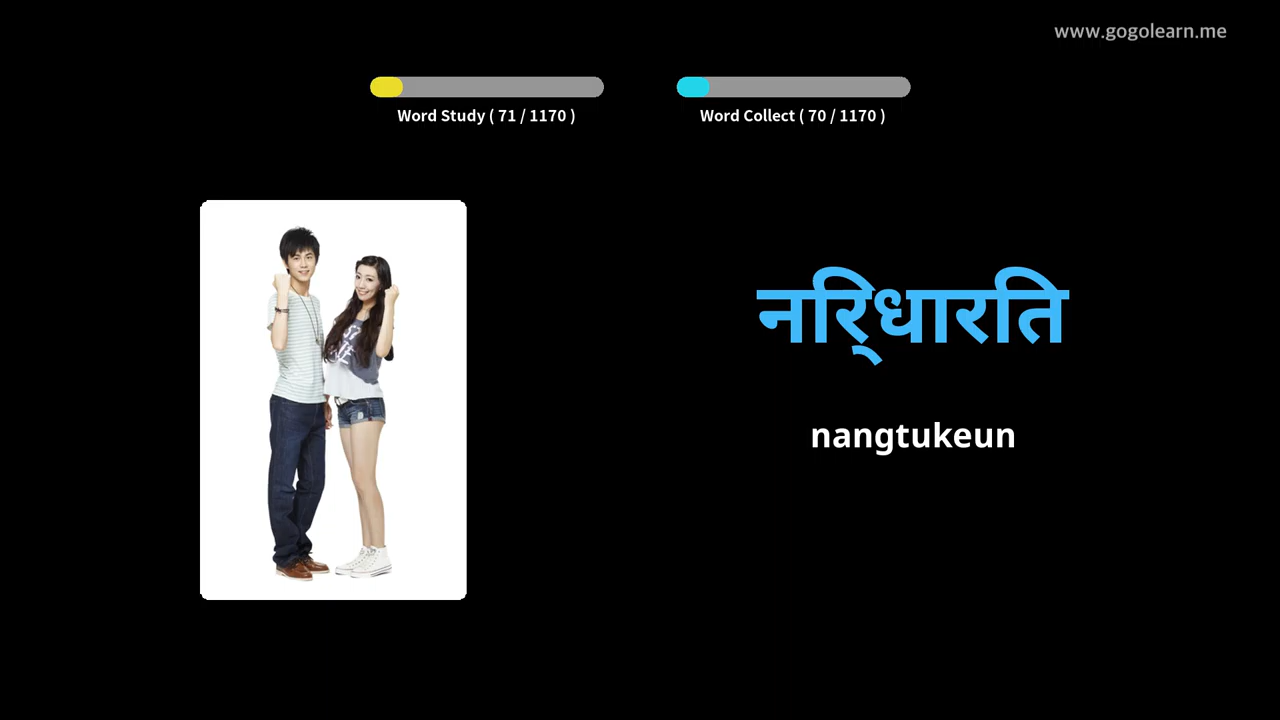 www.gogolearn.me
Word Study ( 71 / 1170 )
Word Collect ( 70 / 1170 )
नरि्धारति
nangtukeun